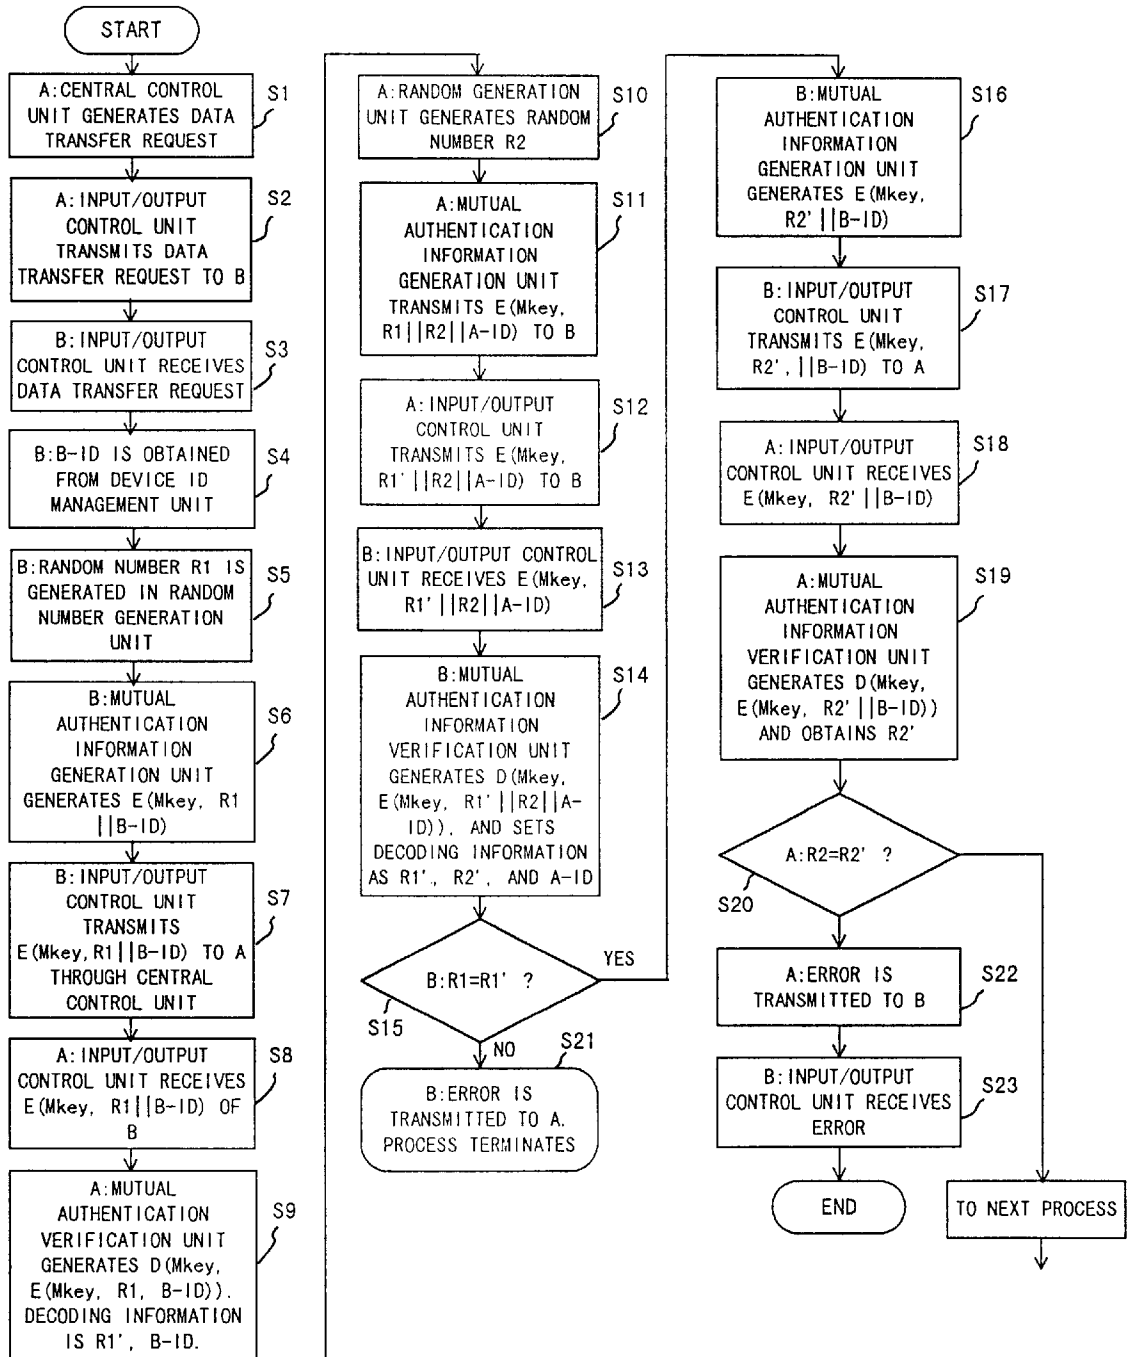 START
A:CENTRAL CONTROL
UNIT GENERATES DATA
TRANSFER REQUEST
S1
A:INPUT/OUTPUT
CONTROL UNIT
TRANSMITS DATA
TRANSFER REQUEST TO B
S2
B:INPUT/OUTPUT
CONTROL UNIT RECEIVES
DATA TRANSFER REQUEST
S3
B:B-ID IS OBTAINED
FROM DEVICE ID
MANAGEMENT UNIT
S4
B:RANDOM NUMBER R1 IS
GENERATED IN RANDOM
NUMBER GENERATION
UNIT
S5
B:MUTUAL
AUTHENTICATION
INFORMATION
GENERATION UNIT
GENERATES E(Mkey, R1
||B-ID)
S6
B:INPUT/OUTPUT
CONTROL UNIT
TRANSMITS
E(Mkey,R1||B-ID) TO A
THROUGH CENTRAL
CONTROL UNIT
S7
A:INPUT/OUTPUT
CONTROL UNIT RECEIVES
E(Mkey, R1||B-ID) OF
B
S8
A:MUTUAL
AUTHENTICATION
VERIFICATION UNIT
GENERATES D(Mkey,
E(Mkey, R1, B-ID)).
DECODING INFORMATION
IS R1', B-ID.
S9
A:RANDOM GENERATION
UNIT GENERATES RANDOM
NUMBER R2
S10
A:MUTUAL
AUTHENTICATION
INFORMATION
GENERATION UNIT
TRANSMITS E(Mkey,
R1||R2||A-ID) TO B
S11
A:INPUT/OUTPUT
CONTROL UNIT
TRANSMITS E(Mkey,
R1'||R2||A-ID) TO B
S12
B:INPUT/OUTPUT CONTROL
UNIT RECEIVES E(Mkey,
R1'||R2||A-ID)
S13
B:MUTUAL
AUTHENTICATION
INFORMATION
VERIFICATION UNIT
GENERATES D(Mkey,
E(Mkey, R1'||R2||A-
ID)), AND SETS
DECODING INFORMATION
AS R1'., R2', AND A-ID
S14
B:R1=R1' ?
YES
S15
NO
S21
B:ERROR IS
TRANSMITTED TO A.
PROCESS TERMINATES
B:MUTUAL
AUTHENTICATION
INFORMATION
GENERATION UNIT
GENERATES E(Mkey,
R2'||B-ID)
S16
B:INPUT/OUTPUT
CONTROL UNIT
TRANSMITS E(Mkey,
R2',||B-ID) TO A
S17
A:INPUT/OUTPUT
CONTROL UNIT RECEIVES
E(Mkey, R2'||B-ID)
S18
A:MUTUAL
AUTHENTICATION
INFORMATION
VERIFICATION UNIT
GENERATES D(Mkey,
E(Mkey, R2'||B-ID))
AND OBTAINS R2'
S19
A:R2=R2' ?
S20
A:ERROR IS
TRANSMITTED TO B
S22
B:INPUT/OUTPUT
CONTROL UNIT RECEIVES
ERROR
S23
END
TO NEXT PROCESS